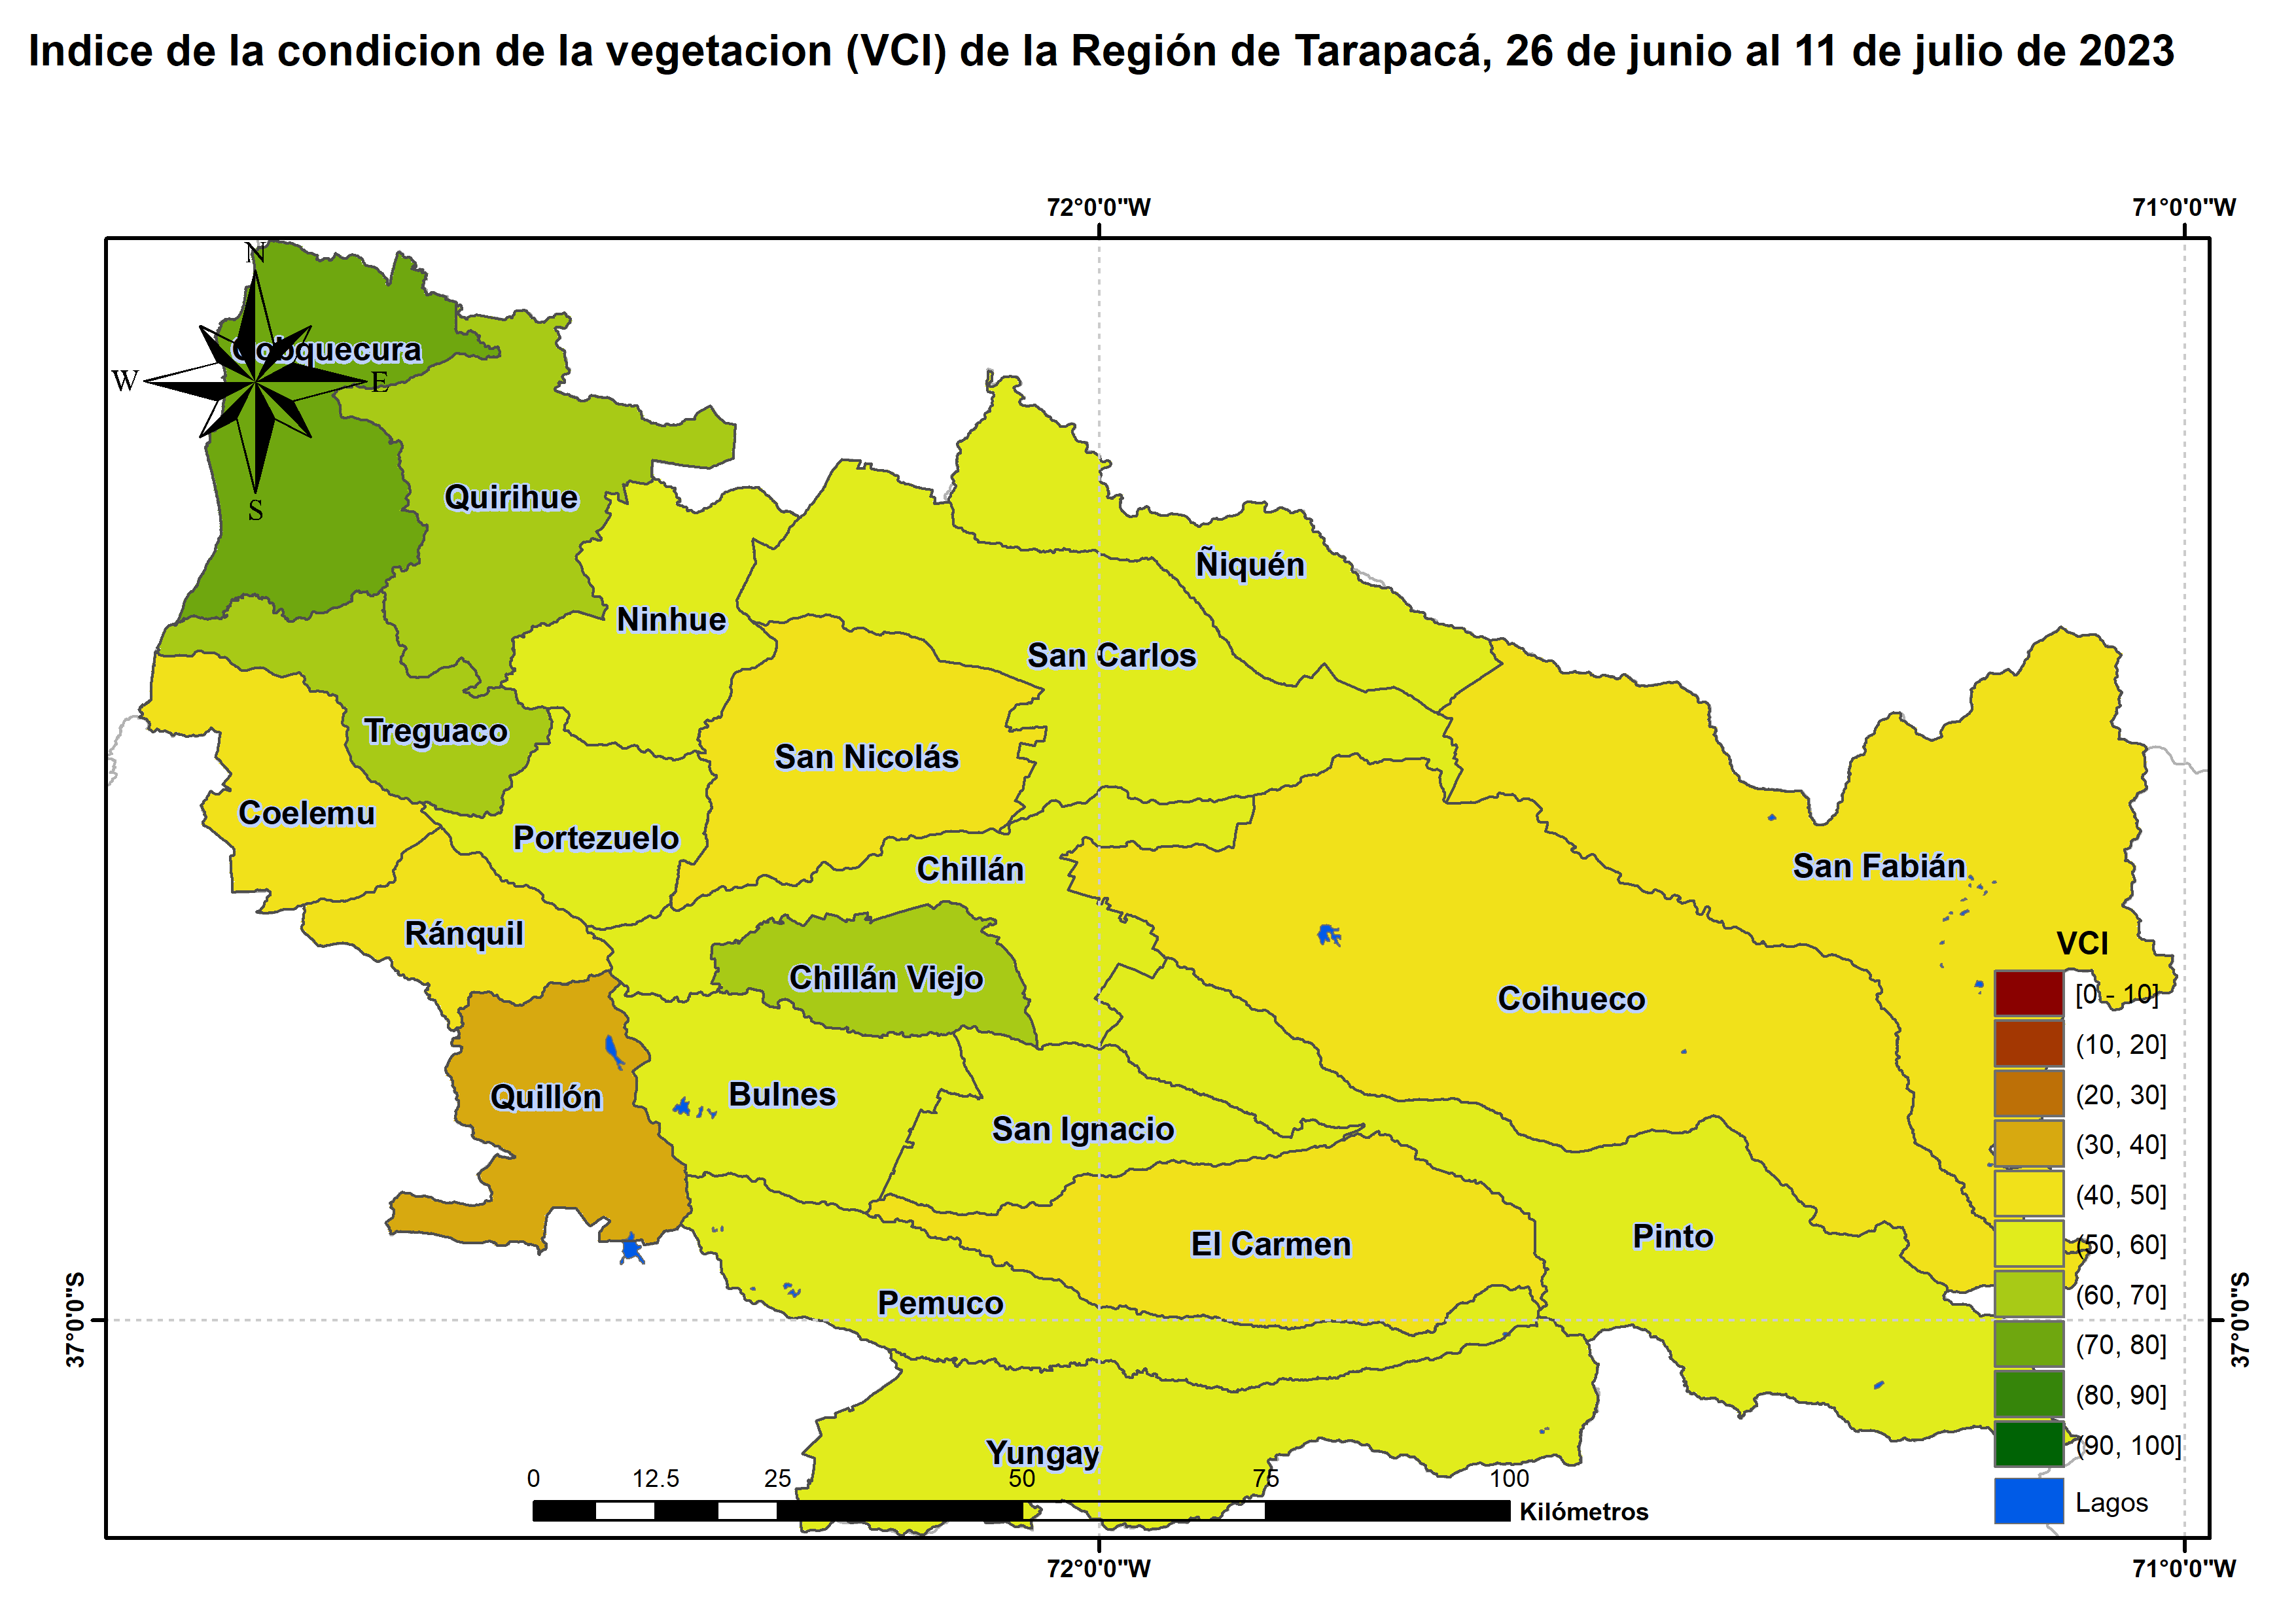 Indice de la condicion de la vegetacion (VCI) de la Región de Tarapacá, 26 de junio al 11 de julio de 2023
72°0'0"W
71°0'0"W
N
Cobquecura
W
E
S
Quirihue
Ñiquén
Ninhue
San Carlos
Treguaco
San Nicolás
Coelemu
Portezuelo
Chillán
San Fabián
Ránquil
VCI
Chillán Viejo
Coihueco
[0 - 10]
(10, 20]
Quillón
Bulnes
(20, 30]
San Ignacio
(30, 40]
(40, 50]
El Carmen
Pinto
(50, 60]
Pemuco
(60, 70]
37°0'0"S
37°0'0"S
(70, 80]
(80, 90]
Yungay
(90, 100]
0
12.5
25
50
75
100
Kilómetros
Lagos
72°0'0"W
71°0'0"W